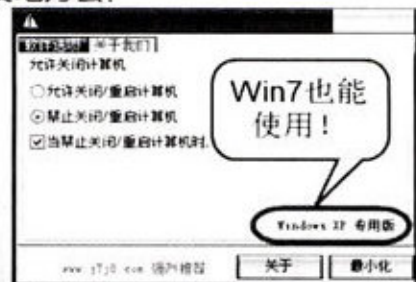 软件选项 关于我们
允许关闭计算机
允许关闭/重启计算机
禁止关闭/重启计算机
当禁止关闭/重启计算机时.
Win7也能
使用!
Windows XP 专用版
关于 最小化